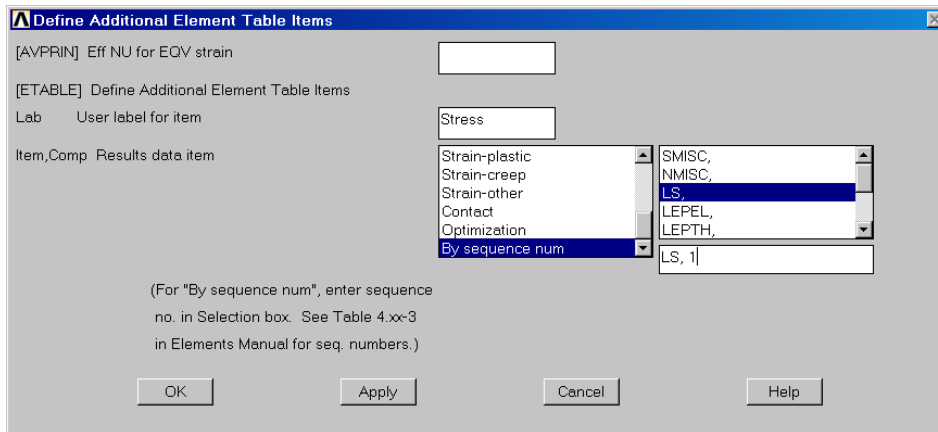 Define Additional Element Table Items
[AVPRIN] Eff NU for EQV strain
[ETABLE] Define Additional Element Table Items
Lab User label for item
Stress
Item,Comp Results data item
Strain-plastic
Strain-creep
Strain-other
Contact
Optimization
By sequence num
SMISC,
NMISC,
LS,
LEPEL,
LEPTH,
LS, 1
(For "By sequence num", enter sequence
no. in Selection box. See Table 4.xx-3
in Elements Manual for seq. numbers.)
OK
Apply
Cancel
Help